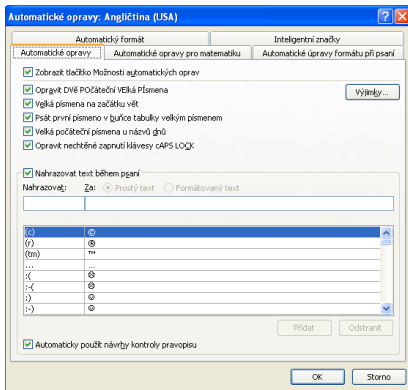 Automatické opravy: Angličtina (USA)
Automatický formát
Inteligentní značky
Automatické opravy
Automatické opravy pro matematiku
Automatické úpravy formátu při psaní
Zobrazit tlačítko Možnosti automatických oprav
Opravit DVě POčáteční VElká PÍsmena
Výjimky...
Velká písmena na začátku vět
Psát první písmeno v buňce tabulky velkým písmenem
Velká počáteční písmena u názvů dnů
Opravit nechtěné zapnutí klávesy cAPS LOCK
Nahrazovat text během psaní
Nahrazovat: Za: Prostý text Formátovaný text
(c) ©
(r) ®
(tm) ™
... …
:( ☹
:-( ☹
:) ☺
:-) ☺
Přidat Odstranit
Automaticky použít návrhy kontroly pravopisu
OK Storno